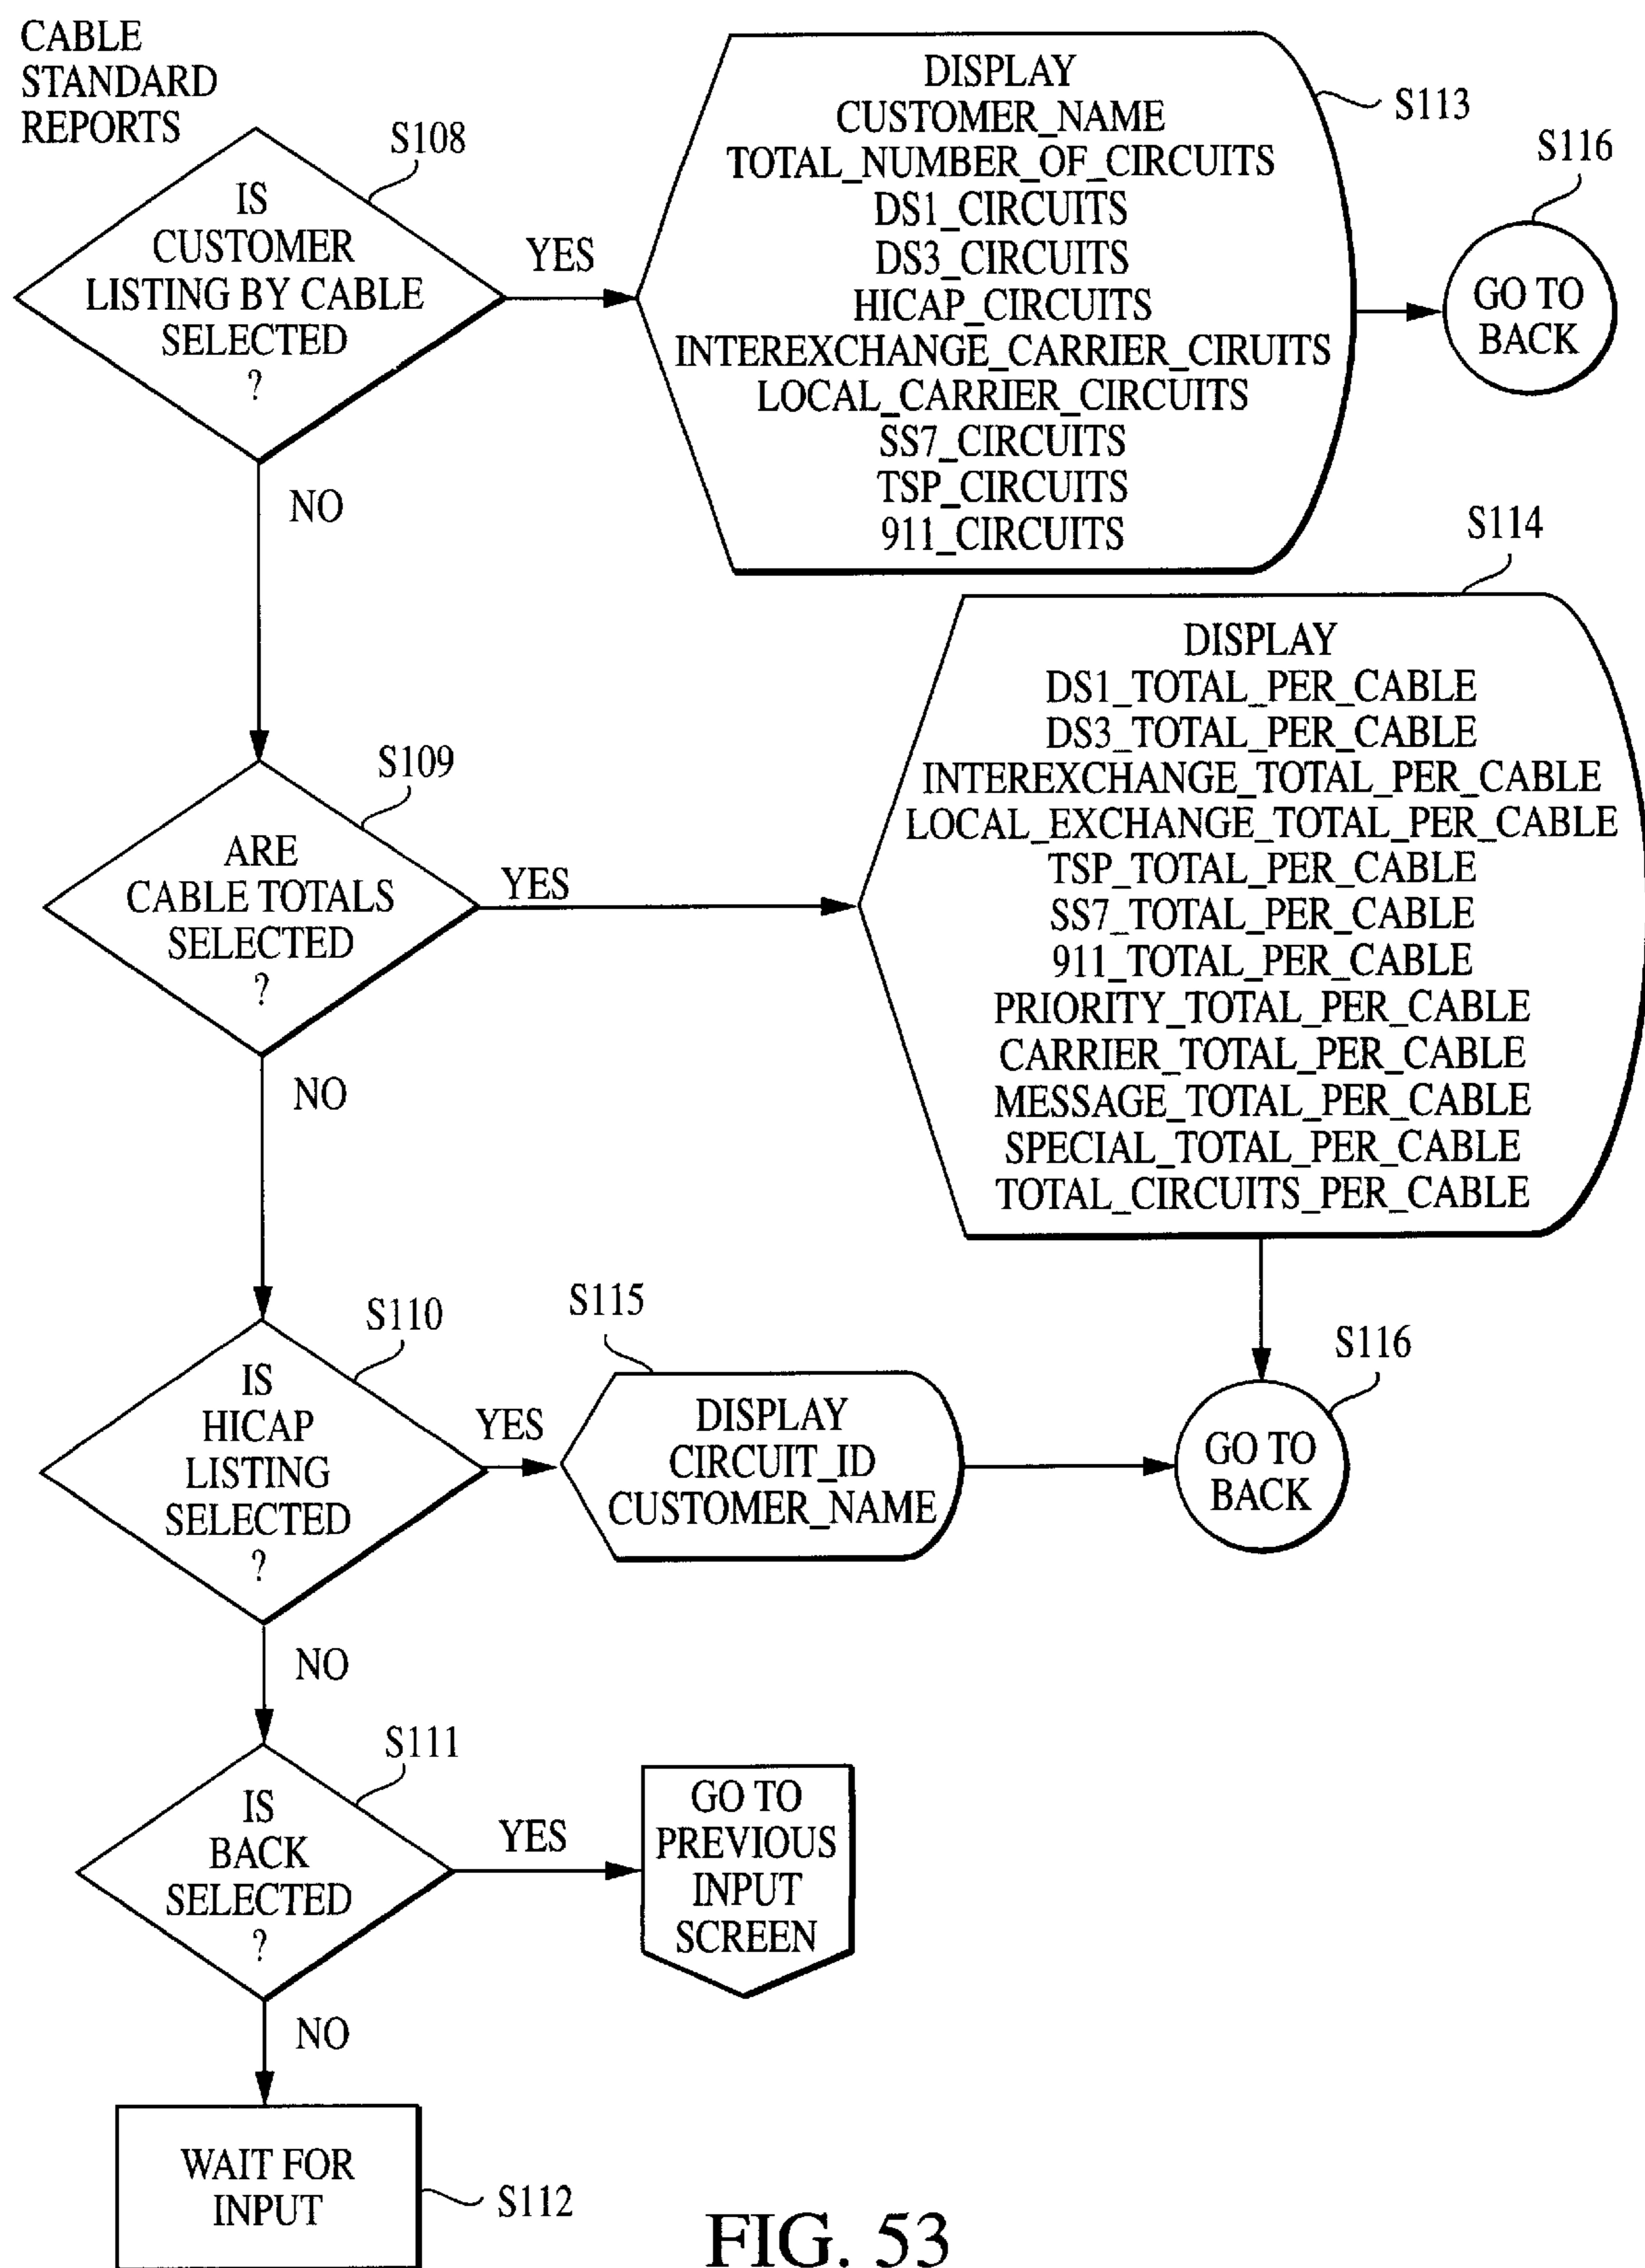 CABLE
STANDARD
REPORTS
S108
IS
CUSTOMER
LISTING BY CABLE
SELECTED
?
YES
NO
DISPLAY
CUSTOMER_NAME
TOTAL_NUMBER_OF_CIRCUITS
DS1_CIRCUITS
DS3_CIRCUITS
HICAP_CIRCUITS
INTEREXCHANGE_CARRIER_CIRUITS
LOCAL_CARRIER_CIRCUITS
SS7_CIRCUITS
TSP_CIRCUITS
911_CIRCUITS
S113
S116
GO TO
BACK
S109
ARE
CABLE TOTALS
SELECTED
?
YES
NO
S114
DISPLAY
DS1_TOTAL_PER_CABLE
DS3_TOTAL_PER_CABLE
INTEREXCHANGE_TOTAL_PER_CABLE
LOCAL_EXCHANGE_TOTAL_PER_CABLE
TSP_TOTAL_PER_CABLE
SS7_TOTAL_PER_CABLE
911_TOTAL_PER_CABLE
PRIORITY_TOTAL_PER_CABLE
CARRIER_TOTAL_PER_CABLE
MESSAGE_TOTAL_PER_CABLE
SPECIAL_TOTAL_PER_CABLE
TOTAL_CIRCUITS_PER_CABLE
S110
IS
HICAP
LISTING
SELECTED
?
YES
NO
S115
DISPLAY
CIRCUIT_ID
CUSTOMER_NAME
S116
GO TO
BACK
S111
IS
BACK
SELECTED
?
YES
NO
GO TO
PREVIOUS
INPUT
SCREEN
WAIT FOR
INPUT
S112
FIG. 53